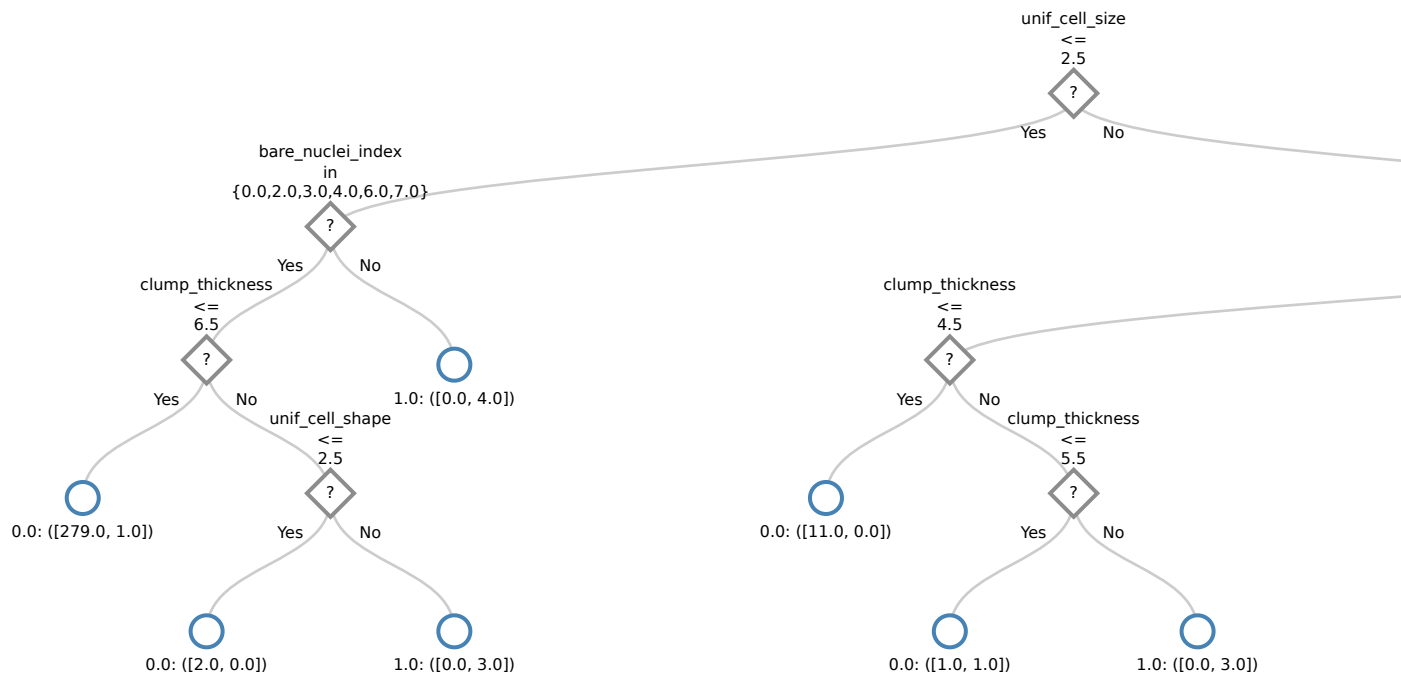 unif_cell_size
<=
2.5
?
Yes
No
bare_nuclei_index
in
{0.0,2.0,3.0,4.0,6.0,7.0}
?
Yes
No
clump_thickness
<=
6.5
?
Yes
No
1.0: ([0.0, 4.0])
clump_thickness
<=
4.5
?
Yes
No
unif_cell_shape
<=
2.5
?
Yes
No
clump_thickness
<=
5.5
?
Yes
No
0.0: ([279.0, 1.0])
0.0: ([11.0, 0.0])
0.0: ([2.0, 0.0])
1.0: ([0.0, 3.0])
0.0: ([1.0, 1.0])
1.0: ([0.0, 3.0])